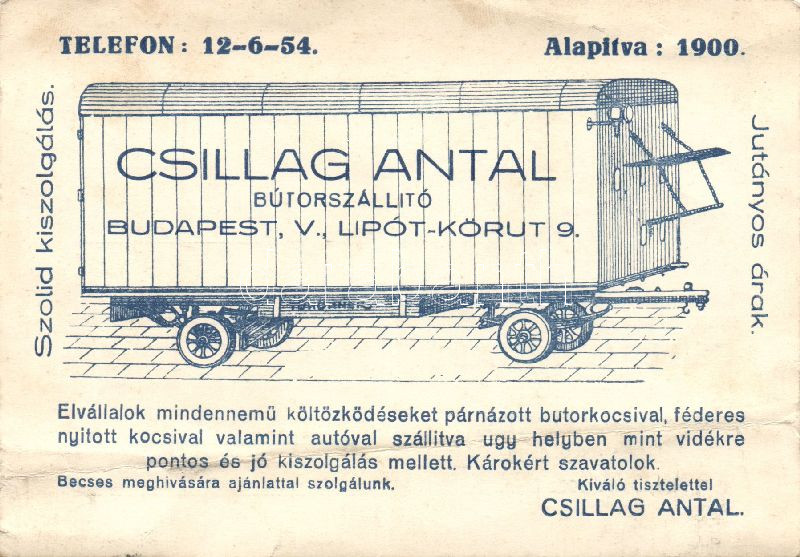 TELEFON: 12-6-54.
Alapitva: 1900.
Szolid kiszolgálás.
CSILLAG ANTAL
BÚTORSZÁLLITÓ
BUDAPEST, V., LIPÓT-KÖRUT 9.
Jutányos árak.
Elvállalok mindennemű költözködéseket párnázott butorkocsival, féderes
nyitott kocsival valamint autóval szállitva ugy helyben mint vidékre
pontos és jó kiszolgálás mellett. Károkért szavatolok.
Becses meghivására ajánlattal szolgálunk.
Kiváló tisztelettel
CSILLAG ANTAL.